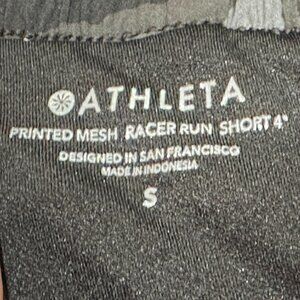 ATHLETA
PRINTED MESH RACER RUN SHORT 4"
DESIGNED IN SAN FRANCISCO
MADE IN INDONESIA
S